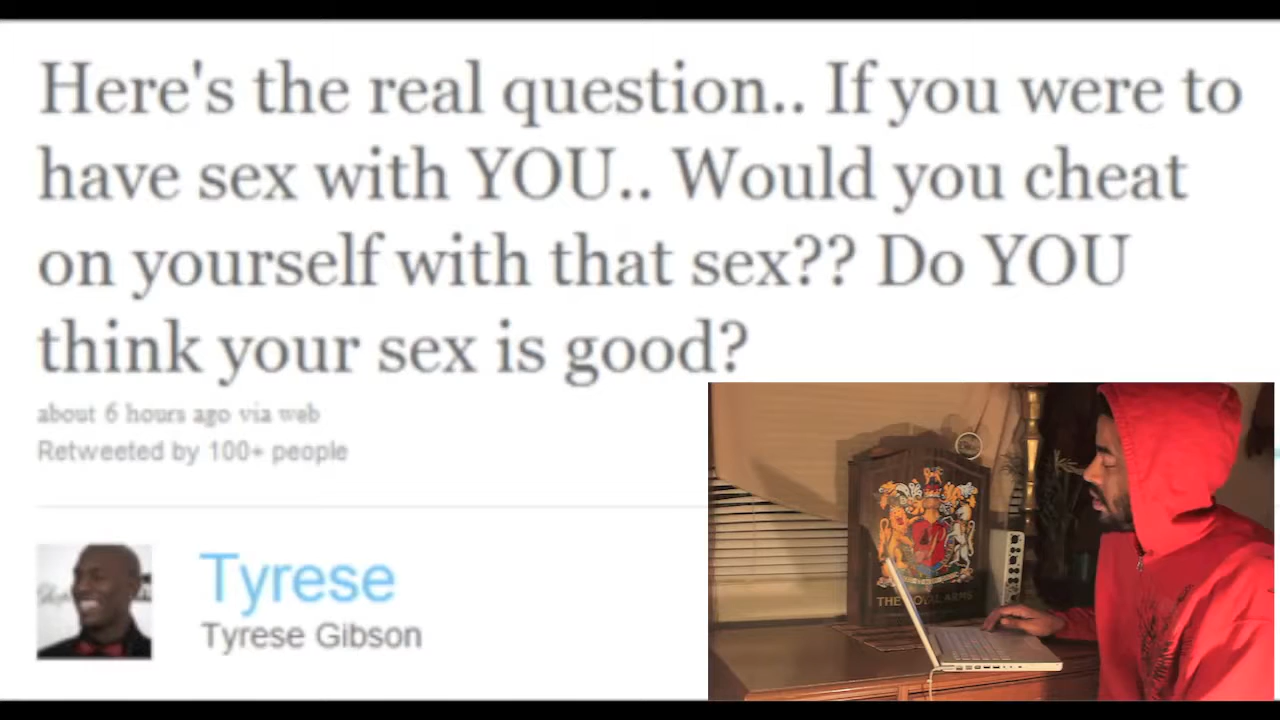 Here's the real question.. If you were to
have sex with YOU.. Would you cheat
on yourself with that sex?? Do YOU
think your sex is good?
about 6 hours ago via web
Retweeted by 100+ people
Tyrese
Tyrese Gibson
THE ROYAL ARMS